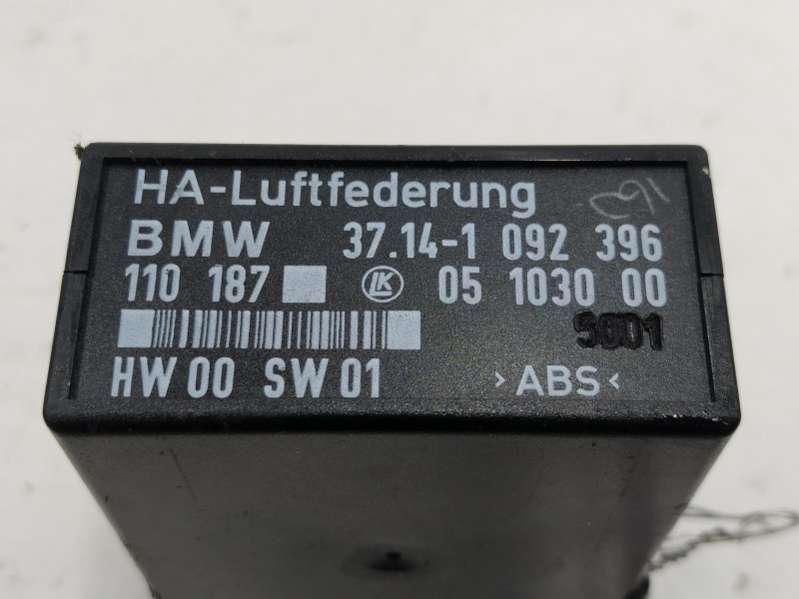 HA-Luftfederung
BMW 37.14-1 092 396
110 187 LK 05 1030 00
5001
HW 00 SW 01 >ABS<